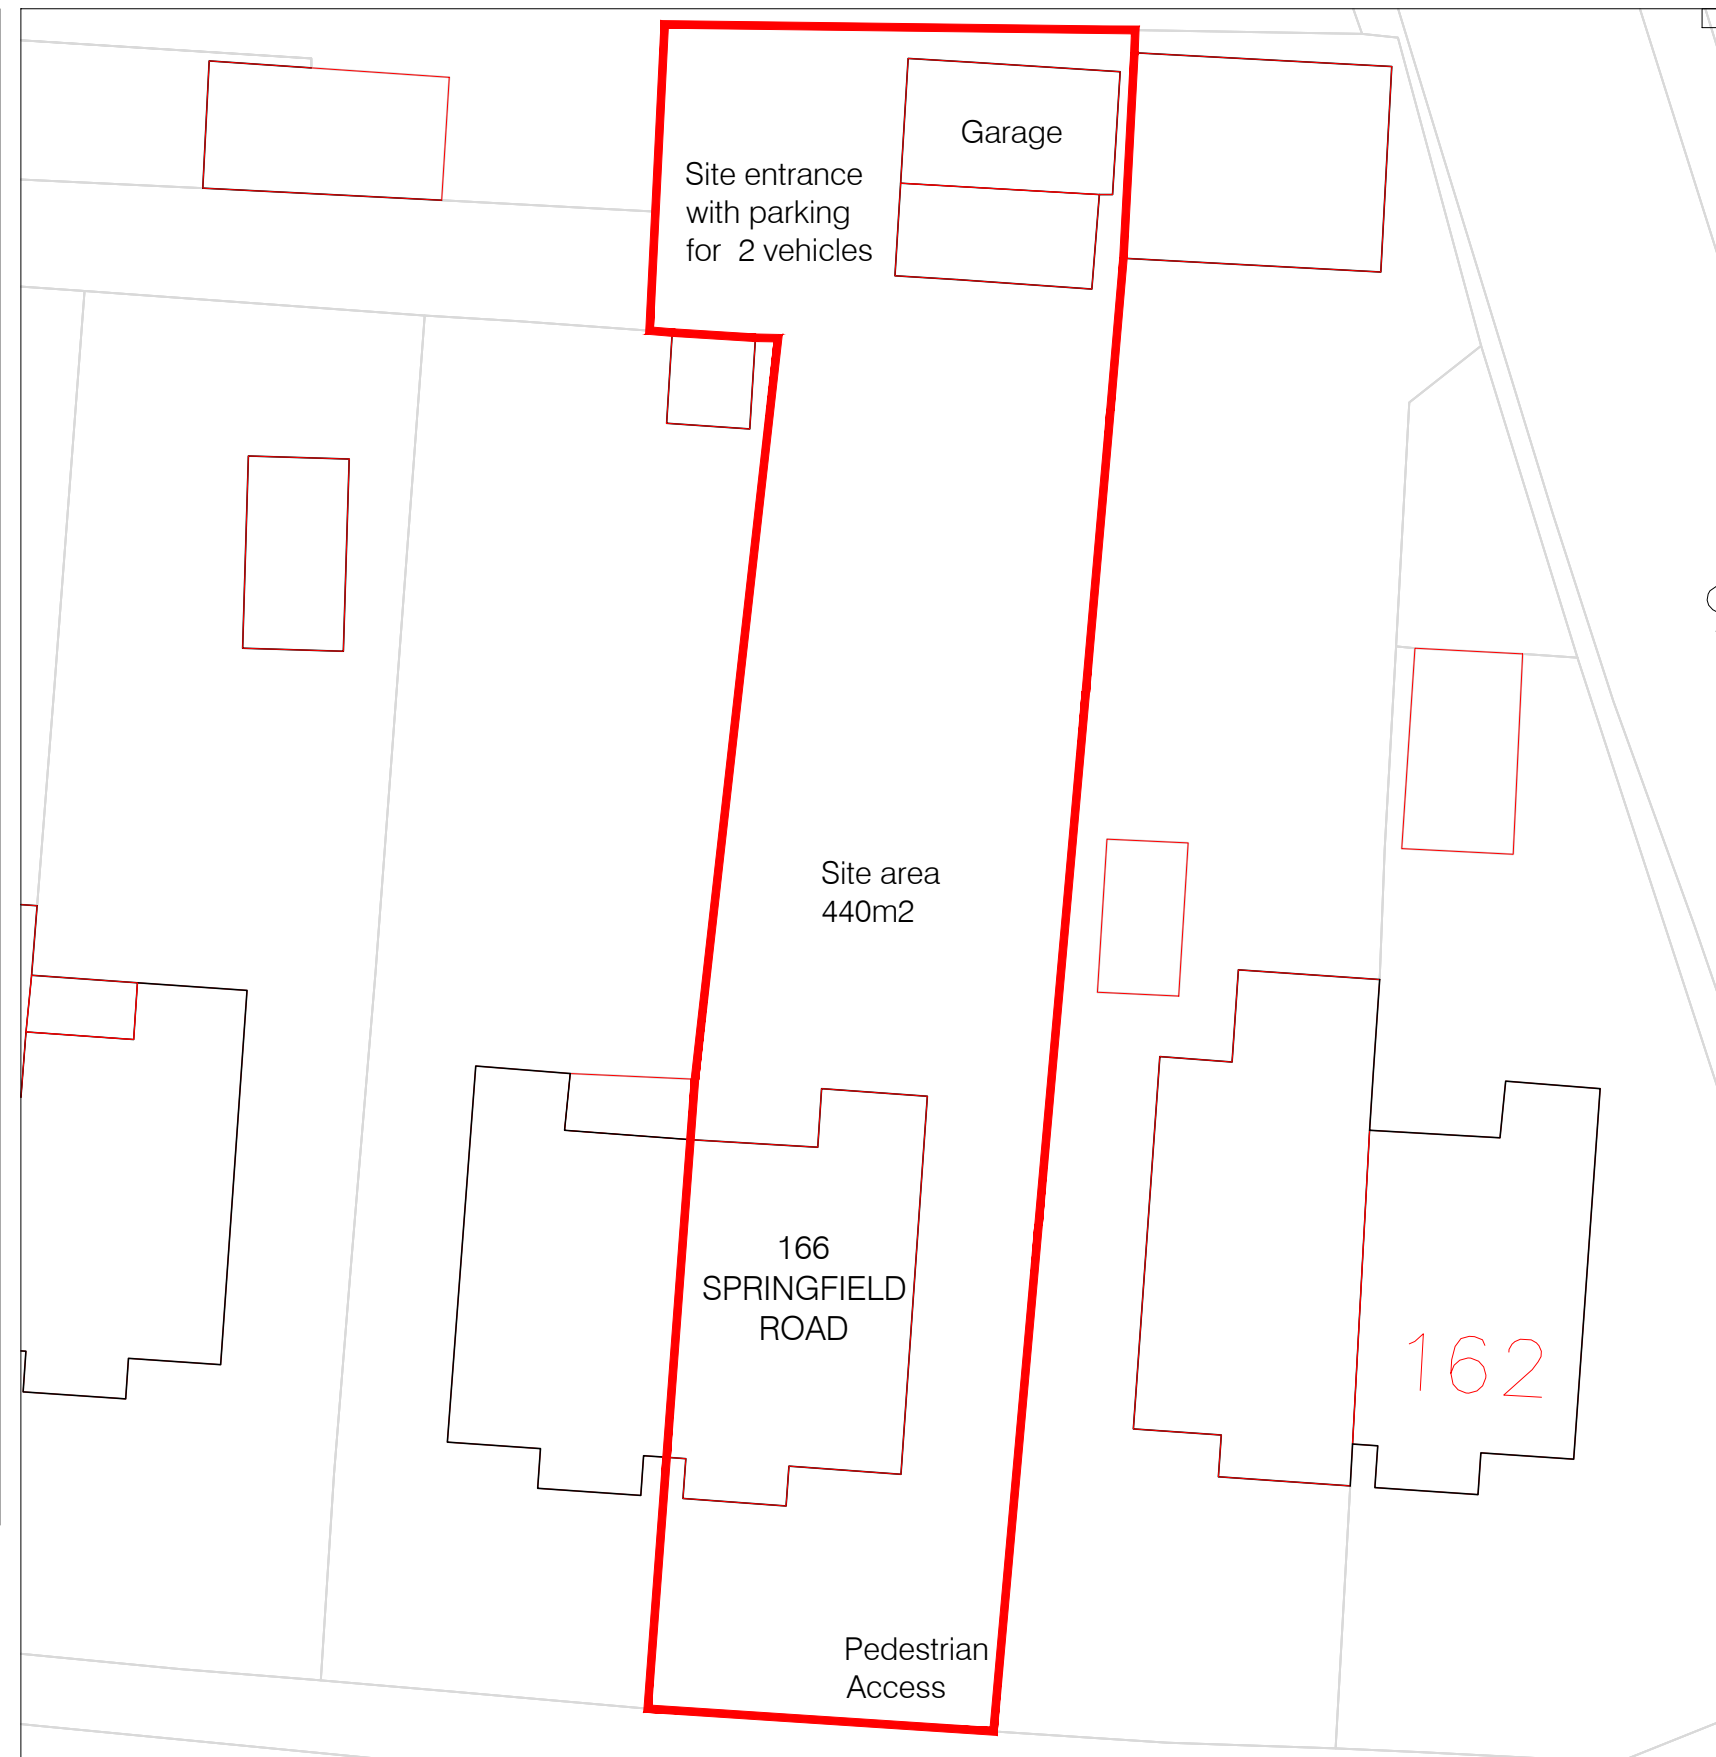 Garage
Site entrance
with parking
for  2 vehicles
Site area
440m2
166
SPRINGFIELD
ROAD
162
Pedestrian
Access